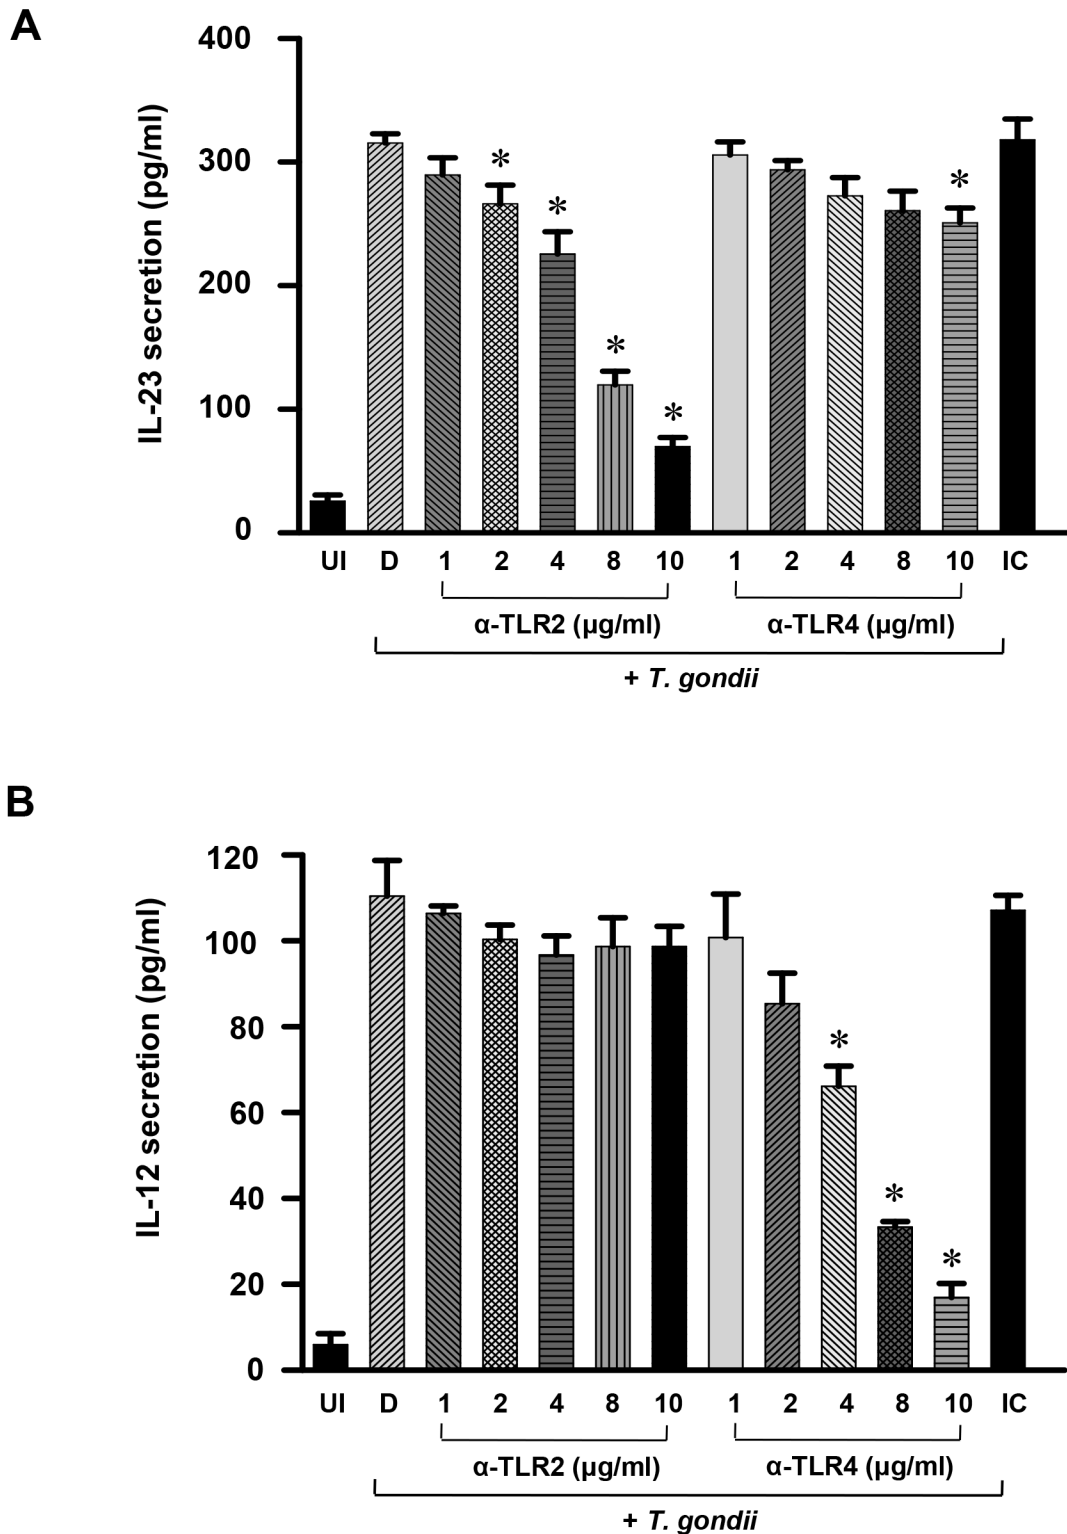 A
IL-23 secretion (pg/ml)
400
300
200
100
0
* * * * *
UI D 1 2 4 8 10 1 2 4 8 10 IC
α-TLR2 (µg/ml) α-TLR4 (µg/ml)
+ T. gondii
B
IL-12 secretion (pg/ml)
120
100
80
60
40
20
0
* * *
UI D 1 2 4 8 10 1 2 4 8 10 IC
α-TLR2 (µg/ml) α-TLR4 (µg/ml)
+ T. gondii